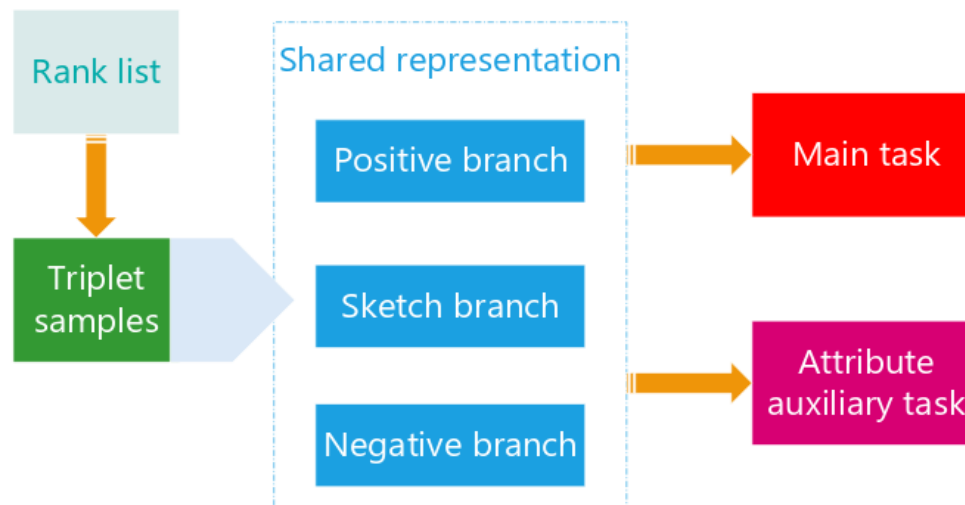 Rank list
Shared representation
Positive branch
Main task
Triplet
samples
Sketch branch
Attribute
auxiliary task
Negative branch